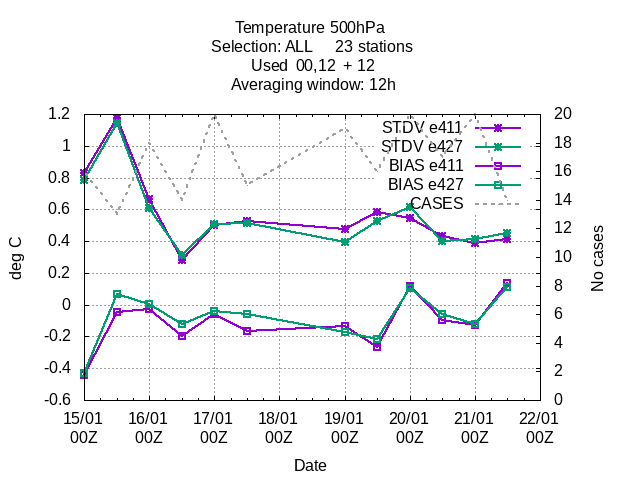 Temperature 500hPa
Selection: ALL 23 stations
Used 00,12 + 12
Averaging window: 12h
STDV e411
STDV e427
BIAS e411
BIAS e427
CASES
deg C
No cases
1.2
1
0.8
0.6
0.4
0.2
0
-0.2
-0.4
-0.6
20
18
16
14
12
10
8
6
4
2
0
15/01 16/01 17/01 18/01 19/01 20/01 21/01 22/01
00Z 00Z 00Z 00Z 00Z 00Z 00Z 00Z
Date